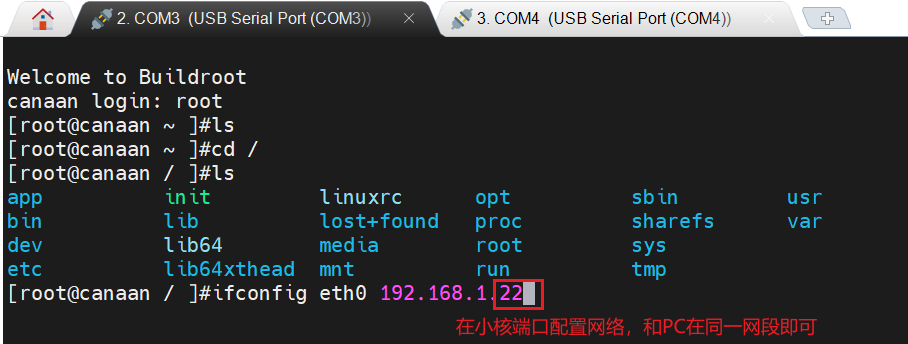 2. COM3 (USB Serial Port (COM3))
3. COM4 (USB Serial Port (COM4))
Welcome to Buildroot
canaan login: root
[root@canaan ~ ]#ls
[root@canaan ~ ]#cd /
[root@canaan / ]#ls
app init linuxrc opt sbin usr
bin lib lost+found proc sharefs var
dev lib64 media root sys
etc lib64xthead mnt run tmp
[root@canaan / ]#ifconfig eth0 192.168.1.22
在小核端口配置网络，和PC在同一网段即可